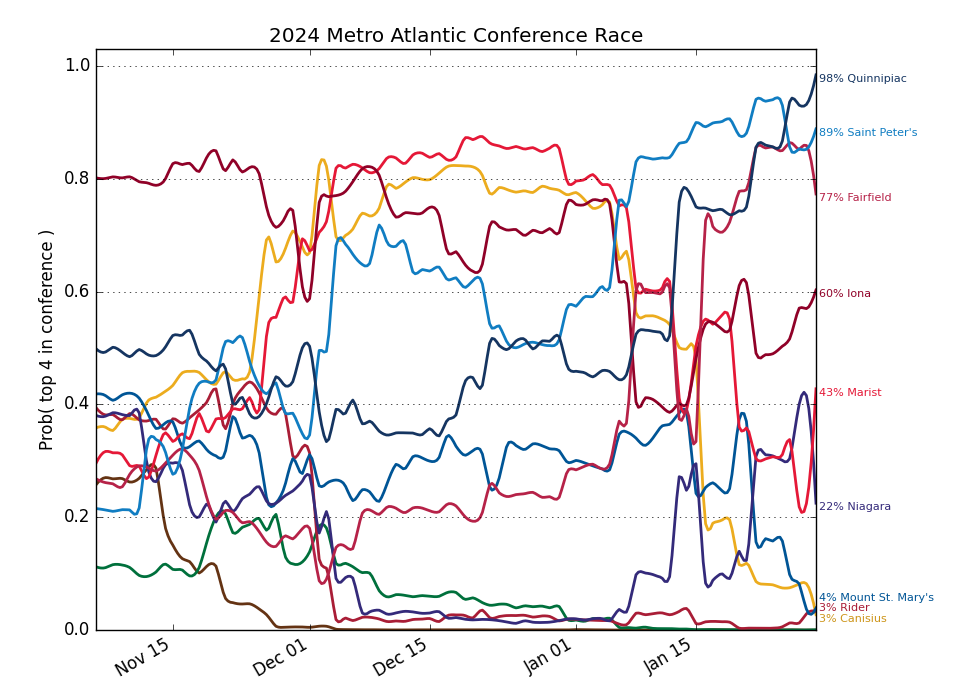 2024 Metro Atlantic Conference Race
Prob( top 4 in conference )
1.0
0.8
0.6
0.4
0.2
0.0
Nov 15
Dec 01
Dec 15
Jan 01
Jan 15
98% Quinnipiac
89% Saint Peter's
77% Fairfield
60% Iona
43% Marist
22% Niagara
4% Mount St. Mary's
3% Rider
3% Canisius